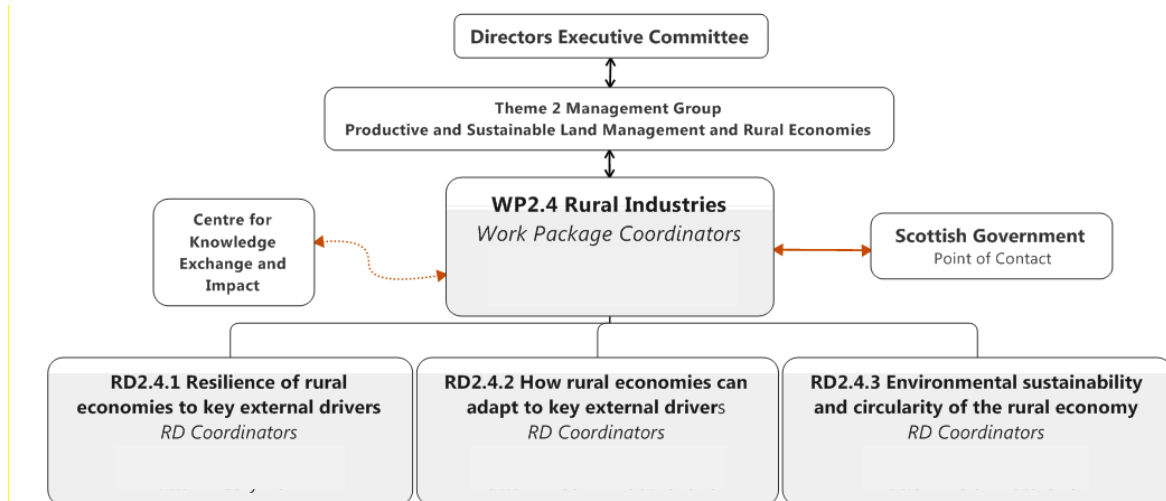 Directors Executive Committee
Theme 2 Management Group
Productive and Sustainable Land Management and Rural Economies
WP2.4 Rural Industries
Work Package Coordinators
Centre for
Knowledge
Exchange and
Impact
Scottish Government
Point of Contact
RD2.4.1 Resilience of rural
economies to key external drivers
RD Coordinators
RD2.4.2 How rural economies can
adapt to key external drivers
RD Coordinators
RD2.4.3 Environmental sustainability
and circularity of the rural economy
RD Coordinators